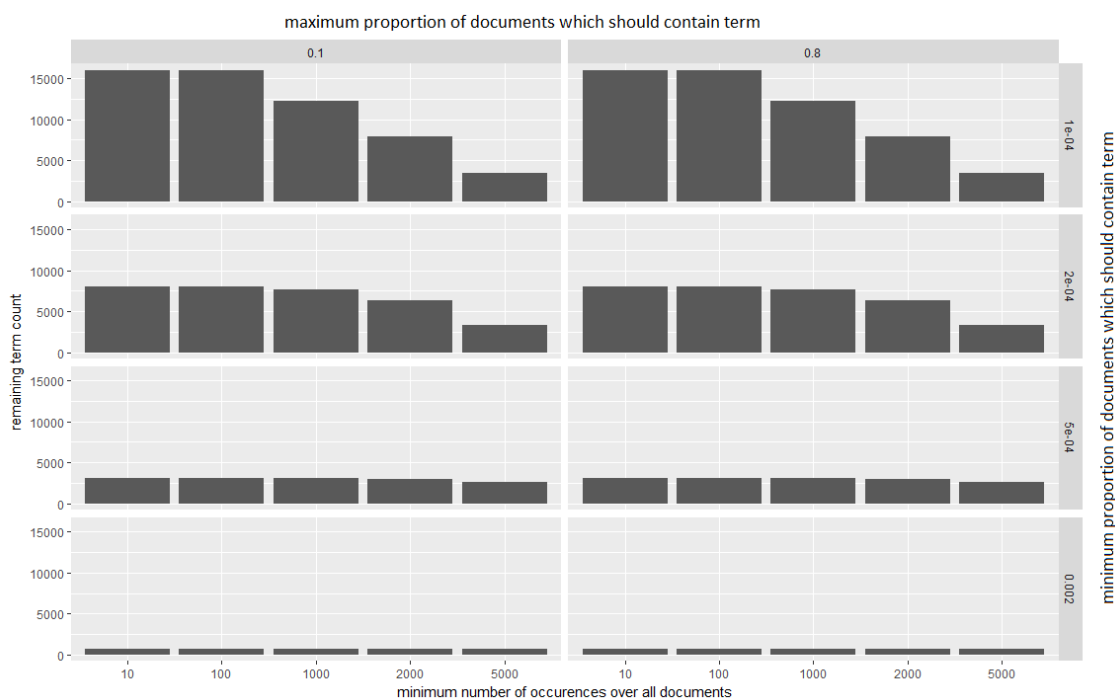 maximum proportion of documents which should contain term
0.1
0.8
15000
10000
5000
0
1e-04
15000
10000
5000
0
2e-04
15000
10000
5000
0
5e-04
15000
10000
5000
0
0.002
remaining term count
minimum proportion of documents which should contain term
10 100 1000 2000 5000
10 100 1000 2000 5000
minimum number of occurences over all documents